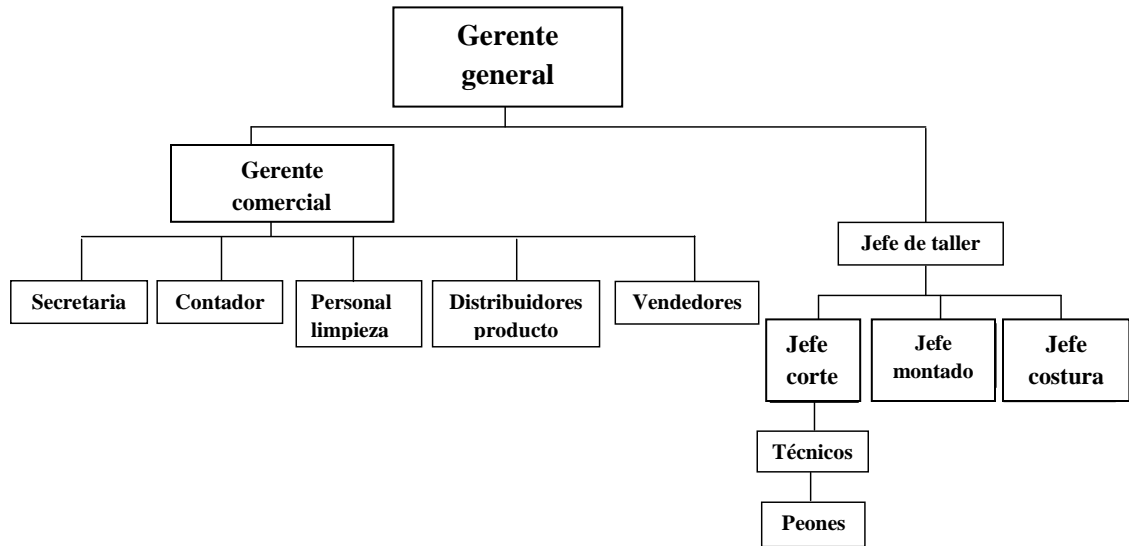 Gerente
general
Gerente
comercial
Jefe de taller
Secretaria
Contador
Personal
limpieza
Distribuidores
producto
Vendedores
Jefe
corte
Jefe
montado
Jefe
costura
Técnicos
Peones